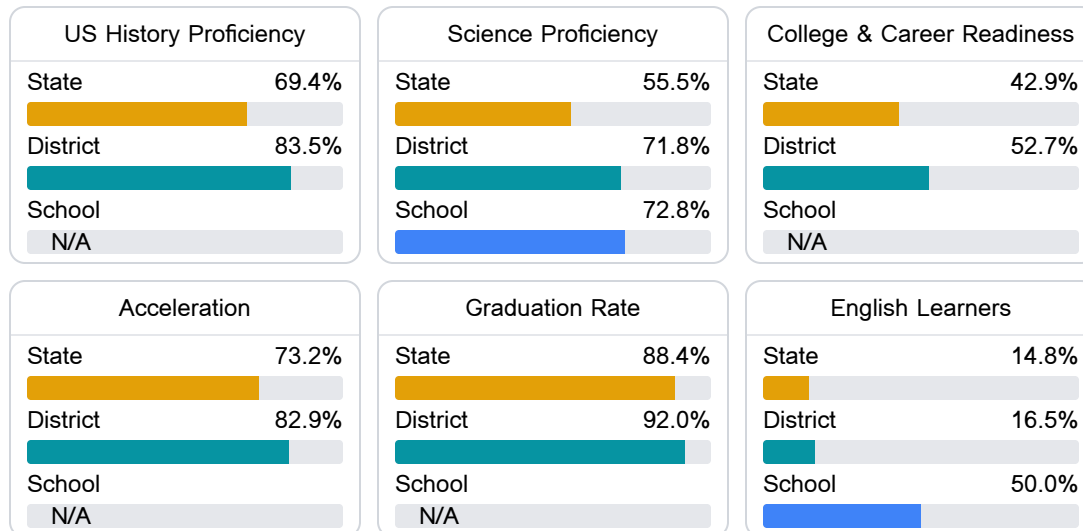 US History Proficiency
State 69.4%
District 83.5%
School
N/A
Science Proficiency
State 55.5%
District 71.8%
School 72.8%
College & Career Readiness
State 42.9%
District 52.7%
School
N/A
Acceleration
State 73.2%
District 82.9%
School
N/A
Graduation Rate
State 88.4%
District 92.0%
School
N/A
English Learners
State 14.8%
District 16.5%
School 50.0%